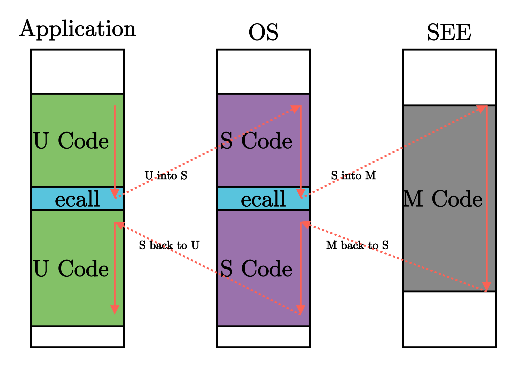 Application
OS
SEE
U Code
S Code
U into S
S into M
ecall
ecall
M Code
S back to U
M back to S
U Code
S Code